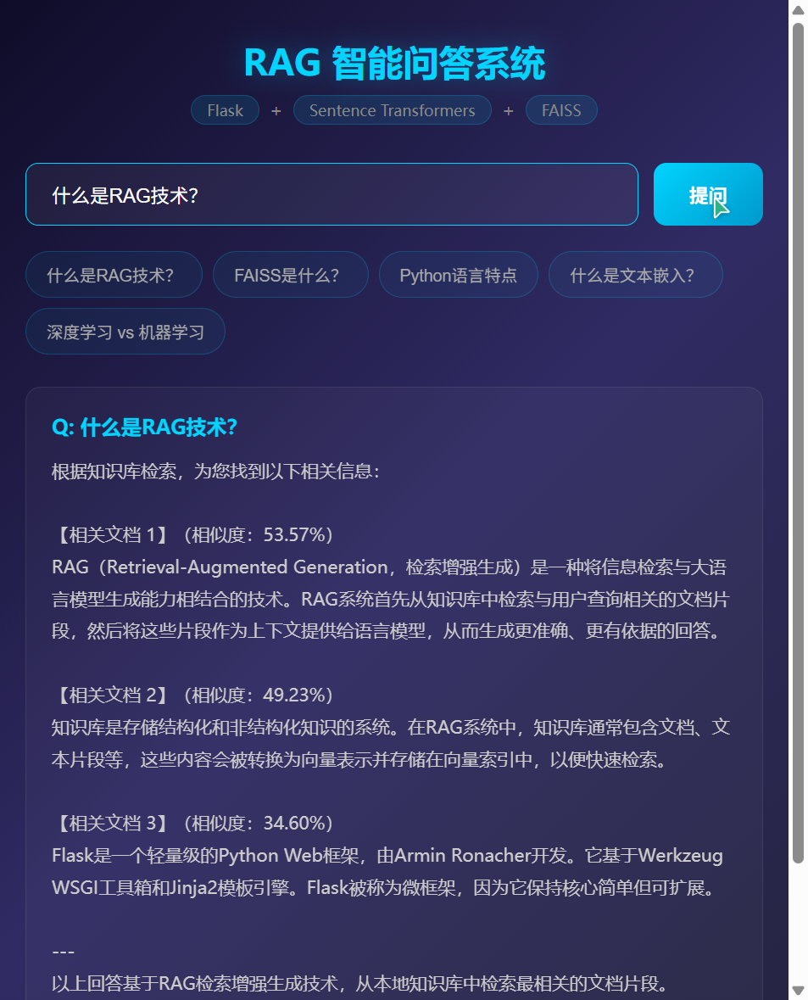 RAG 智能问答系统
Flask + Sentence Transformers + FAISS
什么是RAG技术？ 提问
什么是RAG技术？ FAISS是什么？ Python语言特点 什么是文本嵌入？
深度学习 vs 机器学习
Q: 什么是RAG技术？
根据知识库检索，为您找到以下相关信息：
【相关文档 1】（相似度：53.57%）
RAG（Retrieval-Augmented Generation，检索增强生成）是一种将信息检索与大语
言模型生成能力相结合的技术。RAG系统首先从知识库中检索与用户查询相关的文档片
段，然后将这些片段作为上下文提供给语言模型，从而生成更准确、更有依据的回答。
【相关文档 2】（相似度：49.23%）
知识库是存储结构化和非结构化知识的系统。在RAG系统中，知识库通常包含文档、文
本片段等，这些内容会被转换为向量表示并存储在向量索引中，以便快速检索。
【相关文档 3】（相似度：34.60%）
Flask是一个轻量级的Python Web框架，由Armin Ronacher开发。它基于Werkzeug
WSGI工具箱和Jinja2模板引擎。Flask被称为微框架，因为它保持核心简单但可扩展。
---
以上回答基于RAG检索增强生成技术，从本地知识库中检索最相关的文档片段。